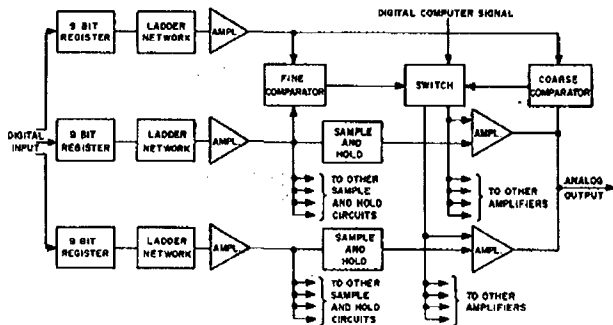 DIGITAL COMPUTER SIGNAL
9 BIT
REGISTER
LADDER
NETWORK
AMPL.
FINE
COMPARATOR
SWITCH
COARSE
COMPARATOR
DIGITAL
INPUT
9 BIT
REGISTER
LADDER
NETWORK
AMPL.
SAMPLE
AND
HOLD
AMPL.
ANALOG
OUTPUT
TO OTHER
SAMPLE
AND HOLD
CIRCUITS
TO OTHER
AMPLIFIERS
9 BIT
REGISTER
LADDER
NETWORK
AMPL.
SAMPLE
AND
HOLD
AMPL.
TO OTHER
SAMPLE
AND HOLD
CIRCUITS
TO OTHER
AMPLIFIERS